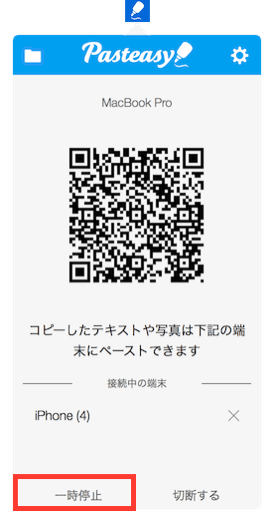 Pasteasy
MacBook Pro
コピーしたテキストや写真は下記の端
末にペーストできます
接続中の端末
iPhone (4)
一時停止 切断する